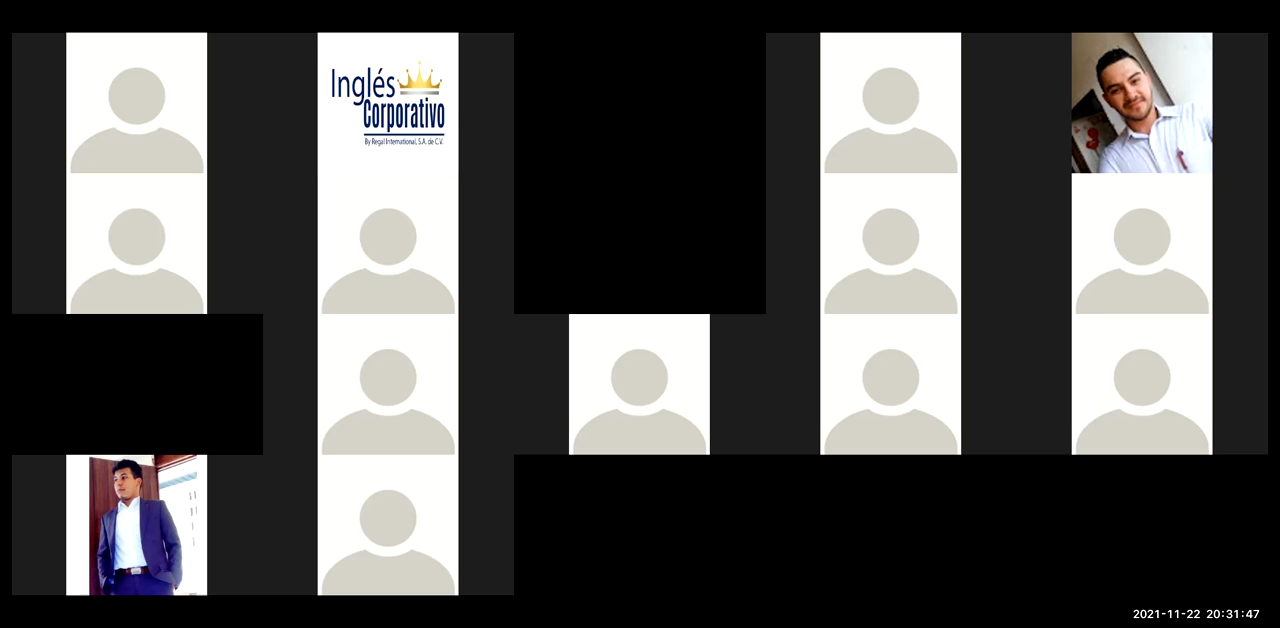 Inglés
Corporativo
By Regal International, S.A. de C.V.
2021-11-22 20:31:47